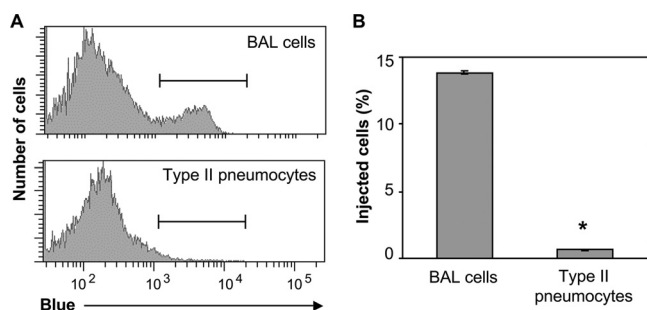 A
BAL cells
Type II pneumocytes
Number of cells
10^2 10^3 10^4 10^5
Blue
B
Injected cells (%)
15
10
5
0
*
BAL cells
Type II
pneumocytes